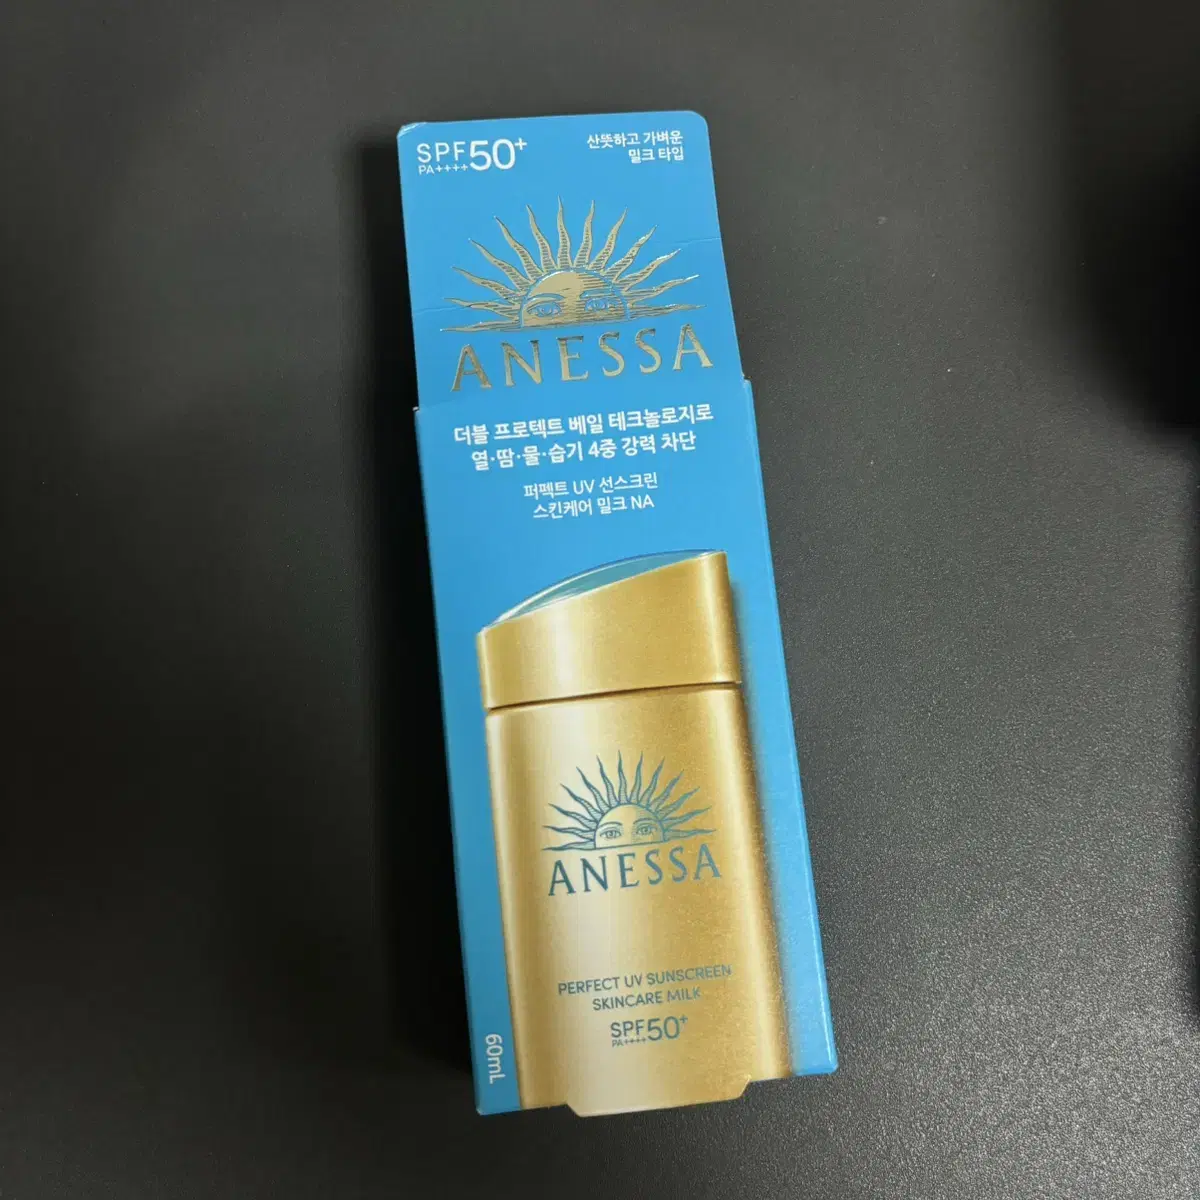 SPF50+
PA++++
산뜻하고 가벼운
밀크 타입
ANESSA
더블 프로텍트 베일 테크놀로지로
열·땀·물·습기 4중 강력 차단
퍼펙트 UV 선스크린
스킨케어 밀크 NA
ANESSA
PERFECT UV SUNSCREEN
SKINCARE MILK
SPF50+
PA++++
60mL